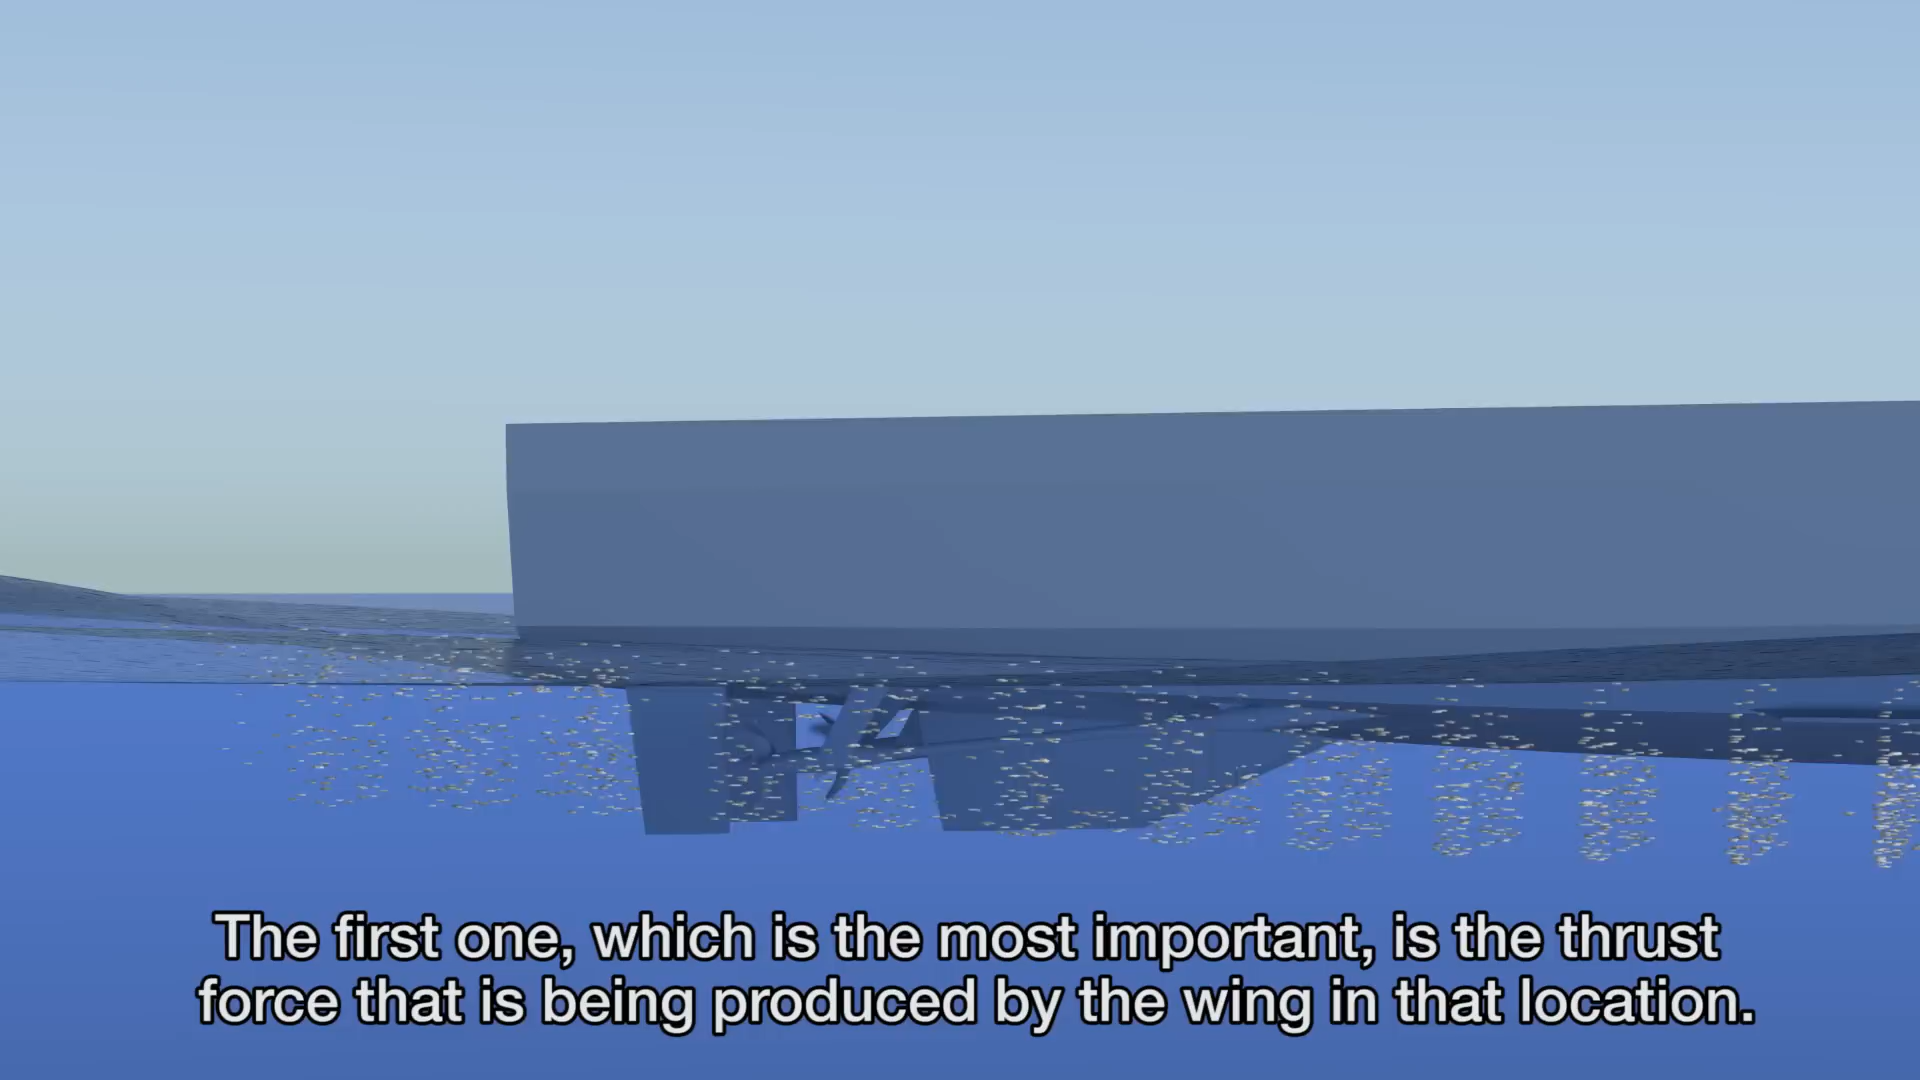 The first one, which is the most important, is the thrust
force that is being produced by the wing in that location.